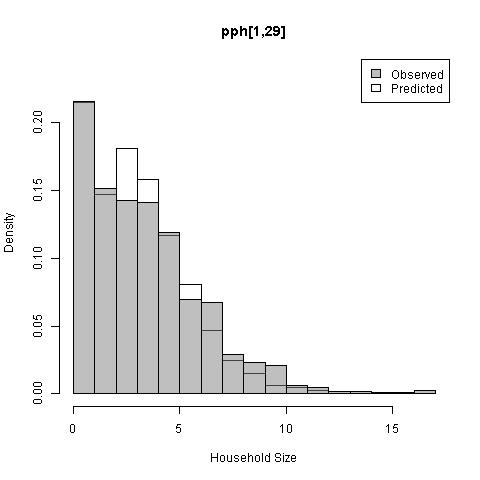 pph[1,29]
Observed
Predicted
0.20
0.15
0.10
0.05
0.00
Density
0 5 10 15
Household Size